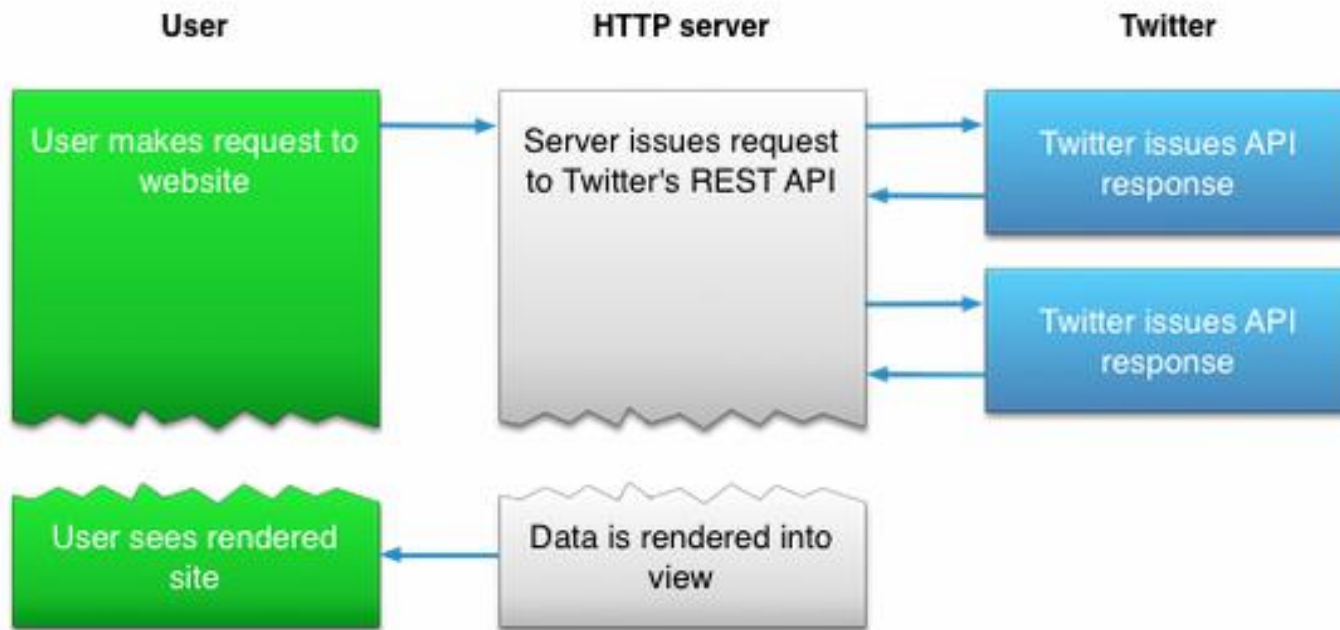 User
HTTP server
Twitter
User makes request to
website
Server issues request
to Twitter's REST API
Twitter issues API
response
Twitter issues API
response
User sees rendered
site
Data is rendered into
view